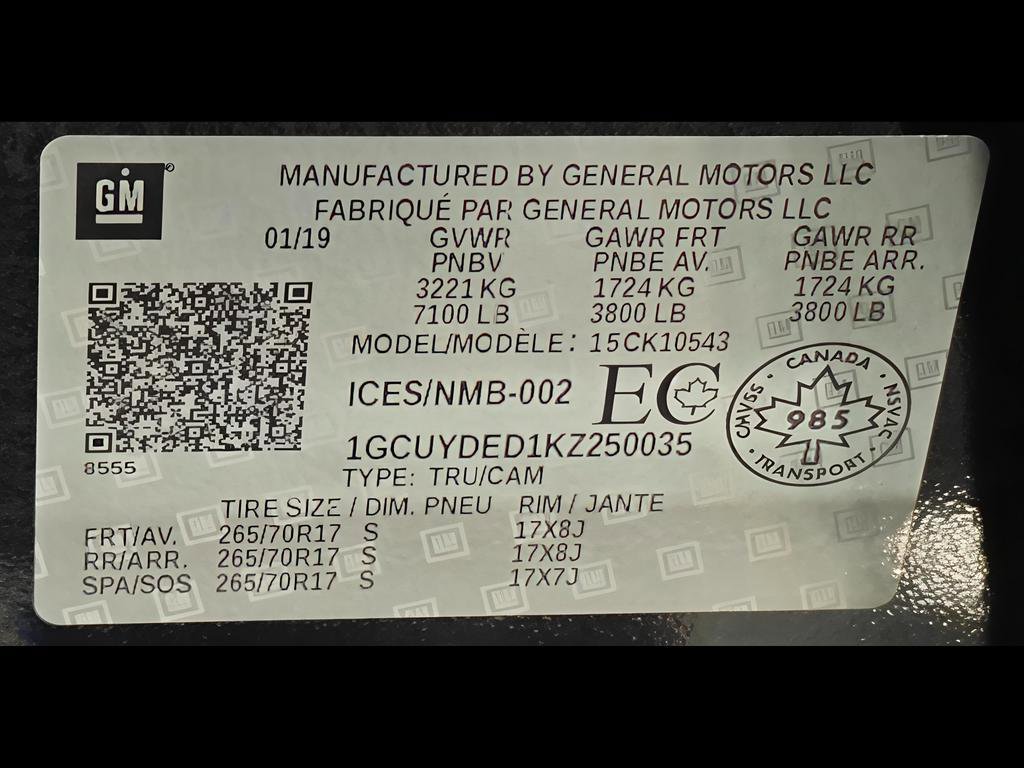 GM
MANUFACTURED BY GENERAL MOTORS LLC
FABRIQUÉ PAR GENERAL MOTORS LLC
01/19 GVWR GAWR FRT GAWR RR
PNBV PNBE AV. PNBE ARR.
3221 KG 1724 KG 1724 KG
7100 LB 3800 LB 3800 LB
MODEL/MODÈLE: 15CK10543
ICES/NMB-002 EC
CANADA • NSVAC • TRANSPORT • CMVSS •
985
8555
1GCUYDED1KZ250035
TYPE: TRU/CAM
TIRE SIZE / DIM. PNEU RIM / JANTE
FRT/AV. 265/70R17 S 17X8J
RR/ARR. 265/70R17 S 17X8J
SPA/SOS 265/70R17 S 17X7J